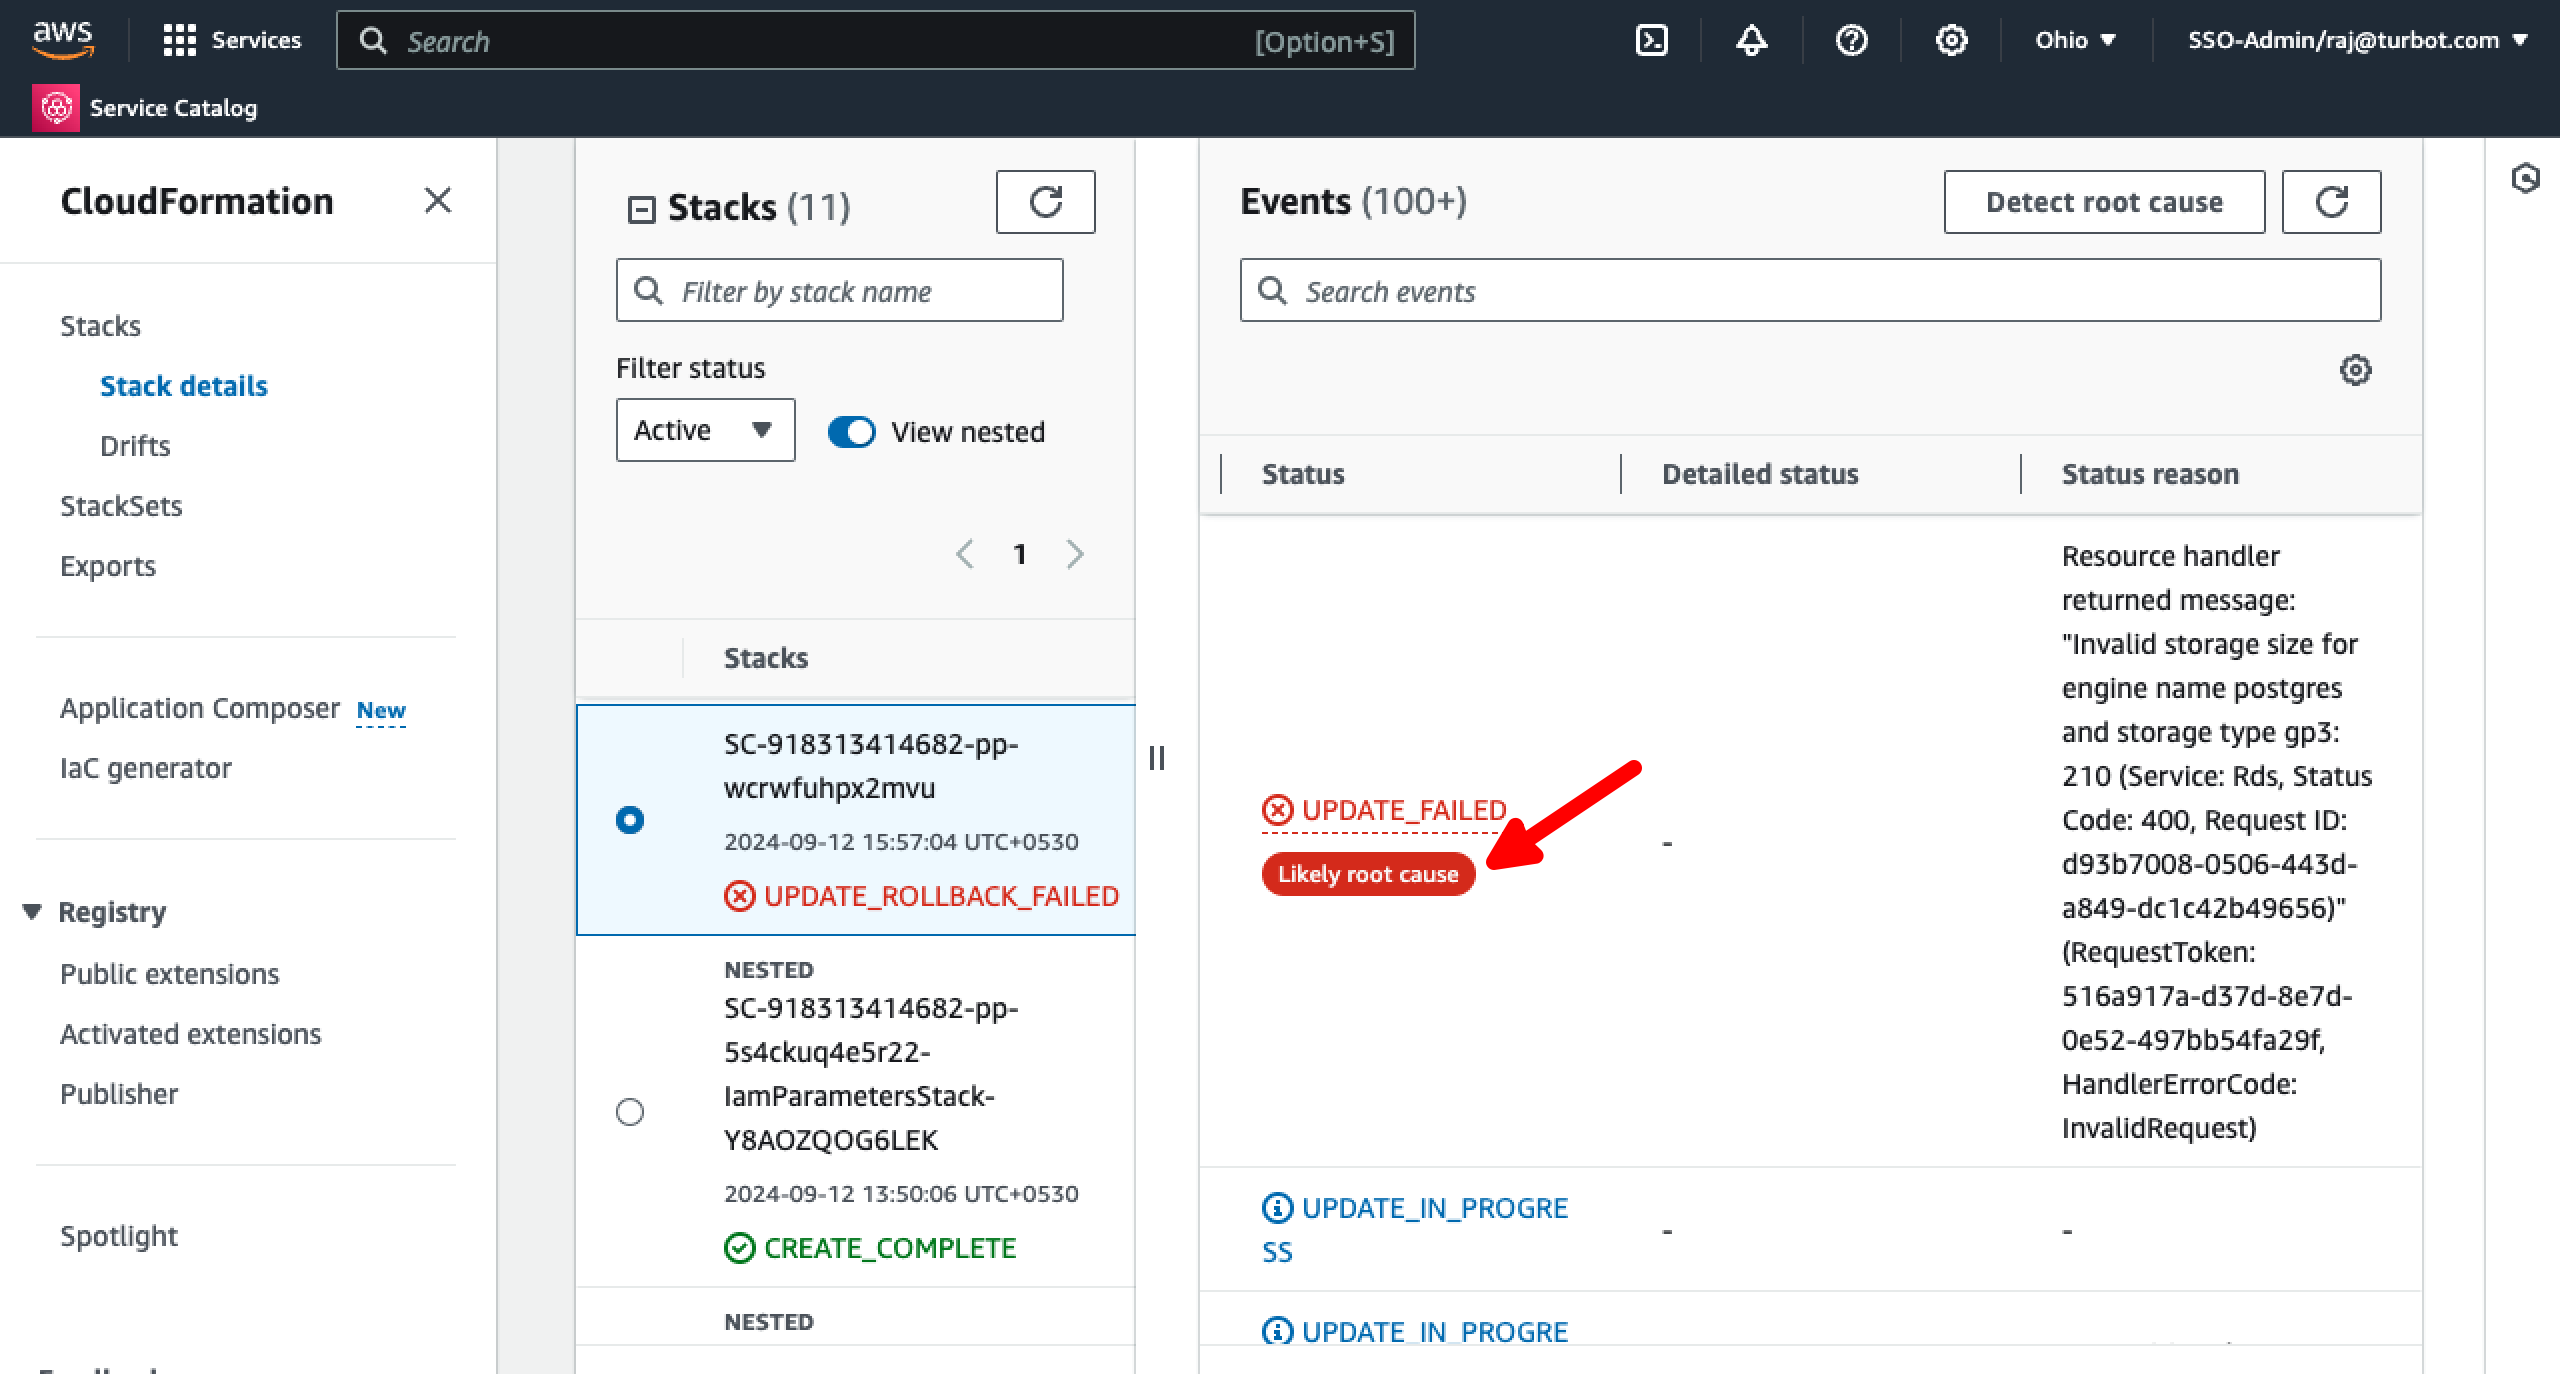 aws
Services
Search
[Option+S]
Ohio
SSO-Admin/raj@turbot.com
Service Catalog
CloudFormation
Stacks
Stack details
Drifts
StackSets
Exports
Application Composer New
IaC generator
Registry
Public extensions
Activated extensions
Publisher
Spotlight
Stacks (11)
Filter by stack name
Filter status
Active
View nested
1
Stacks
SC-918313414682-pp-
wcrwfuhpx2mvu
2024-09-12 15:57:04 UTC+0530
UPDATE_ROLLBACK_FAILED
NESTED
SC-918313414682-pp-
5s4ckuq4e5r22-
IamParametersStack-
Y8AOZQOG6LEK
2024-09-12 13:50:06 UTC+0530
CREATE_COMPLETE
NESTED
Events (100+)
Detect root cause
Search events
Status
Detailed status
Status reason
UPDATE_FAILED
Likely root cause
-
Resource handler
returned message:
"Invalid storage size for
engine name postgres
and storage type gp3:
210 (Service: Rds, Status
Code: 400, Request ID:
d93b7008-0506-443d-
a849-dc1c42b49656)"
(RequestToken:
516a917a-d37d-8e7d-
0e52-497bb54fa29f,
HandlerErrorCode:
InvalidRequest)
UPDATE_IN_PROGRE
SS
-
-
UPDATE_IN_PROGRE